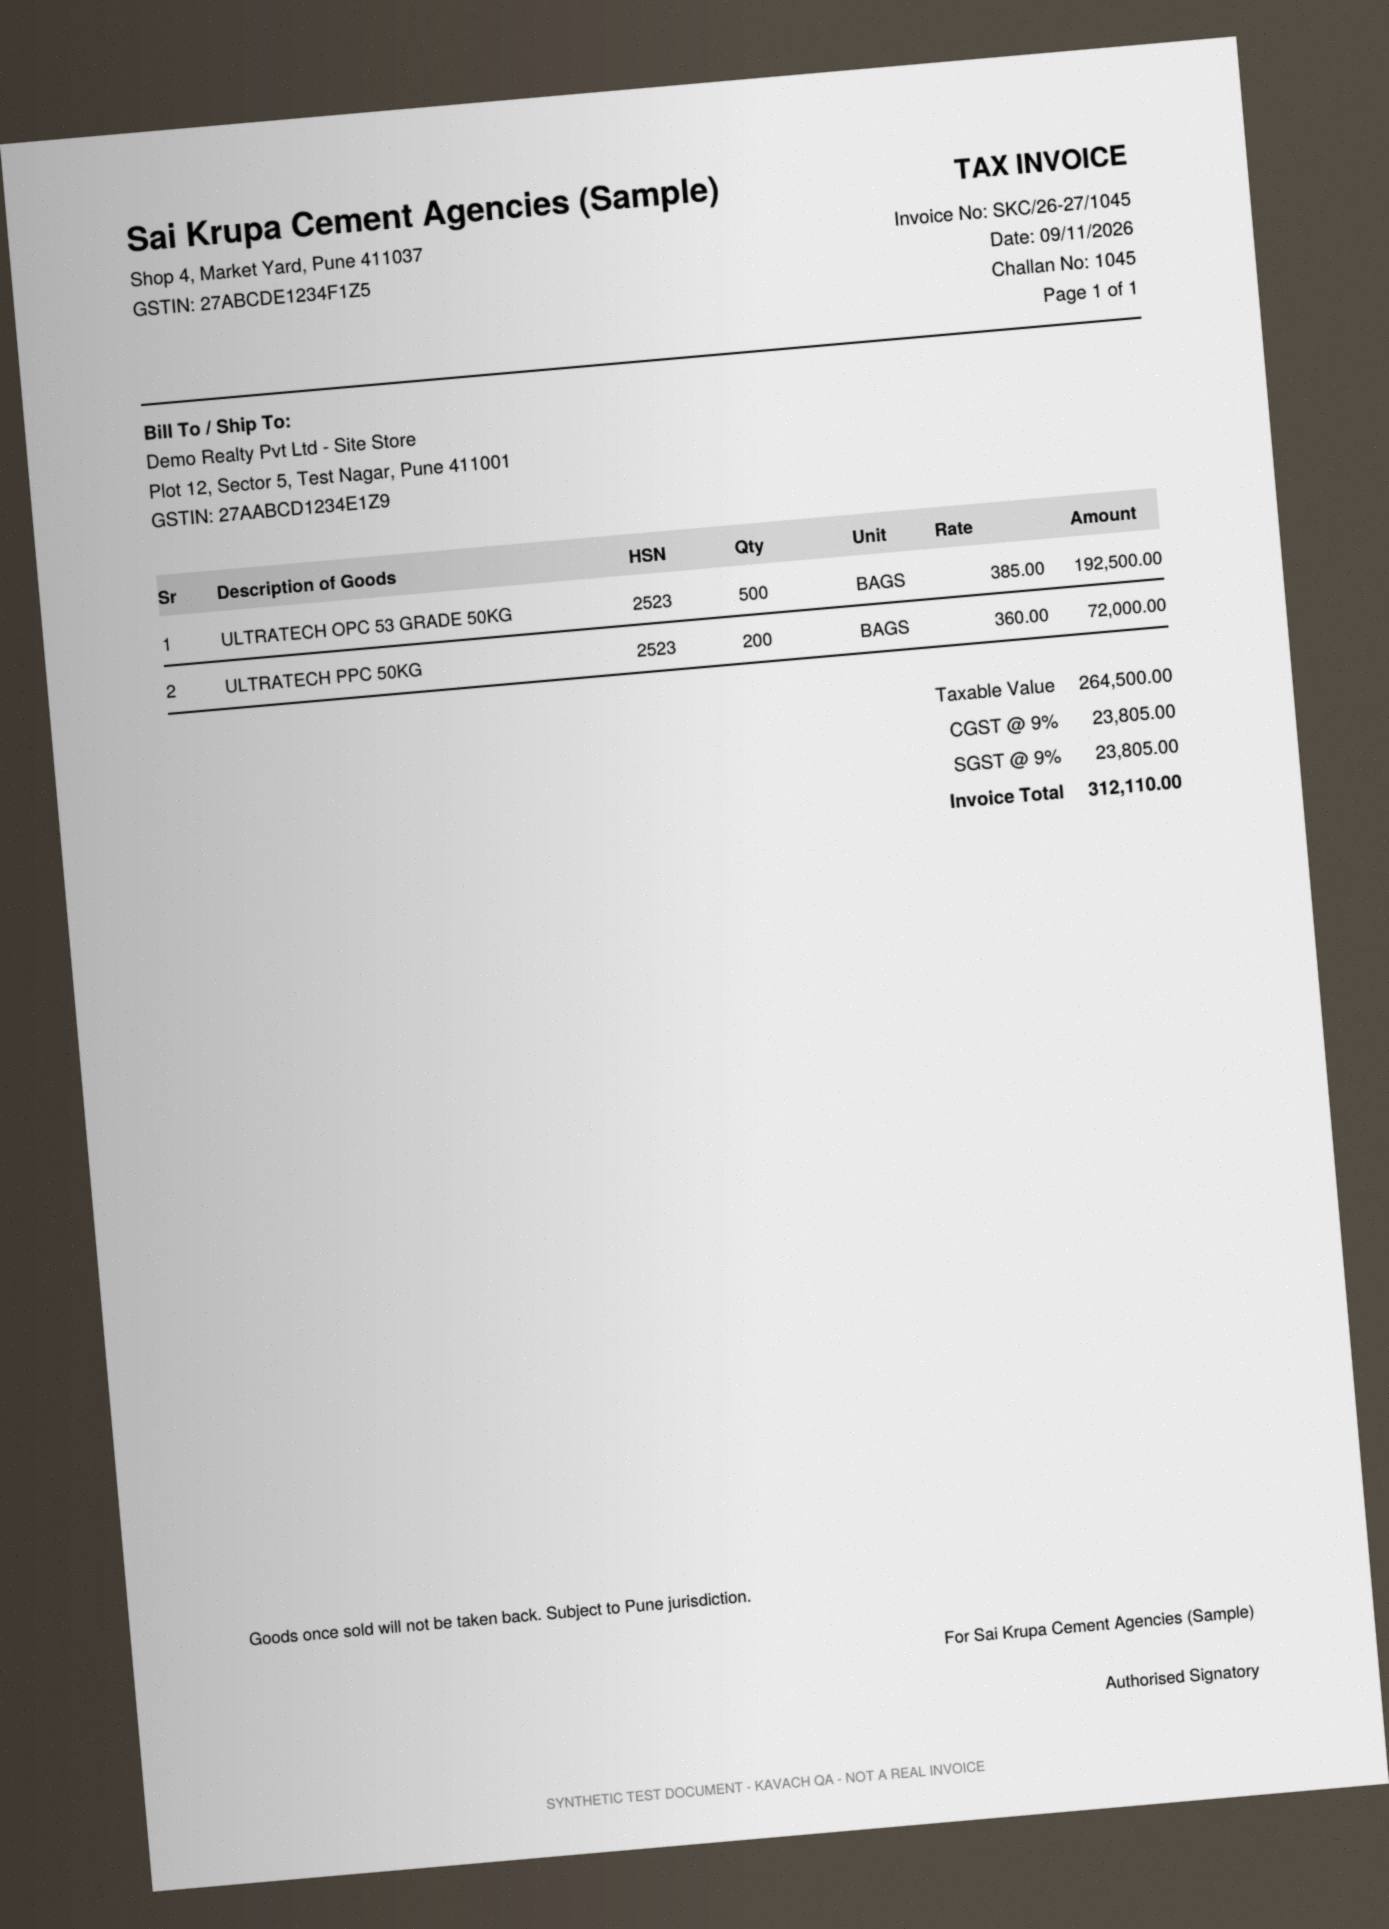 Sai Krupa Cement Agencies (Sample)
Shop 4, Market Yard, Pune 411037
GSTIN: 27ABCDE1234F1Z5
TAX INVOICE
Invoice No: SKC/26-27/1045
Date: 09/11/2026
Challan No: 1045
Page 1 of 1
Bill To / Ship To:
Demo Realty Pvt Ltd - Site Store
Plot 12, Sector 5, Test Nagar, Pune 411001
GSTIN: 27AABCD1234E1Z9
Sr Description of Goods HSN Qty Unit Rate Amount
1 ULTRATECH OPC 53 GRADE 50KG 2523 500 BAGS 385.00 192,500.00
2 ULTRATECH PPC 50KG 2523 200 BAGS 360.00 72,000.00
Taxable Value 264,500.00
CGST @ 9% 23,805.00
SGST @ 9% 23,805.00
Invoice Total 312,110.00
Goods once sold will not be taken back. Subject to Pune jurisdiction.
For Sai Krupa Cement Agencies (Sample)
Authorised Signatory
SYNTHETIC TEST DOCUMENT - KAVACH QA - NOT A REAL INVOICE